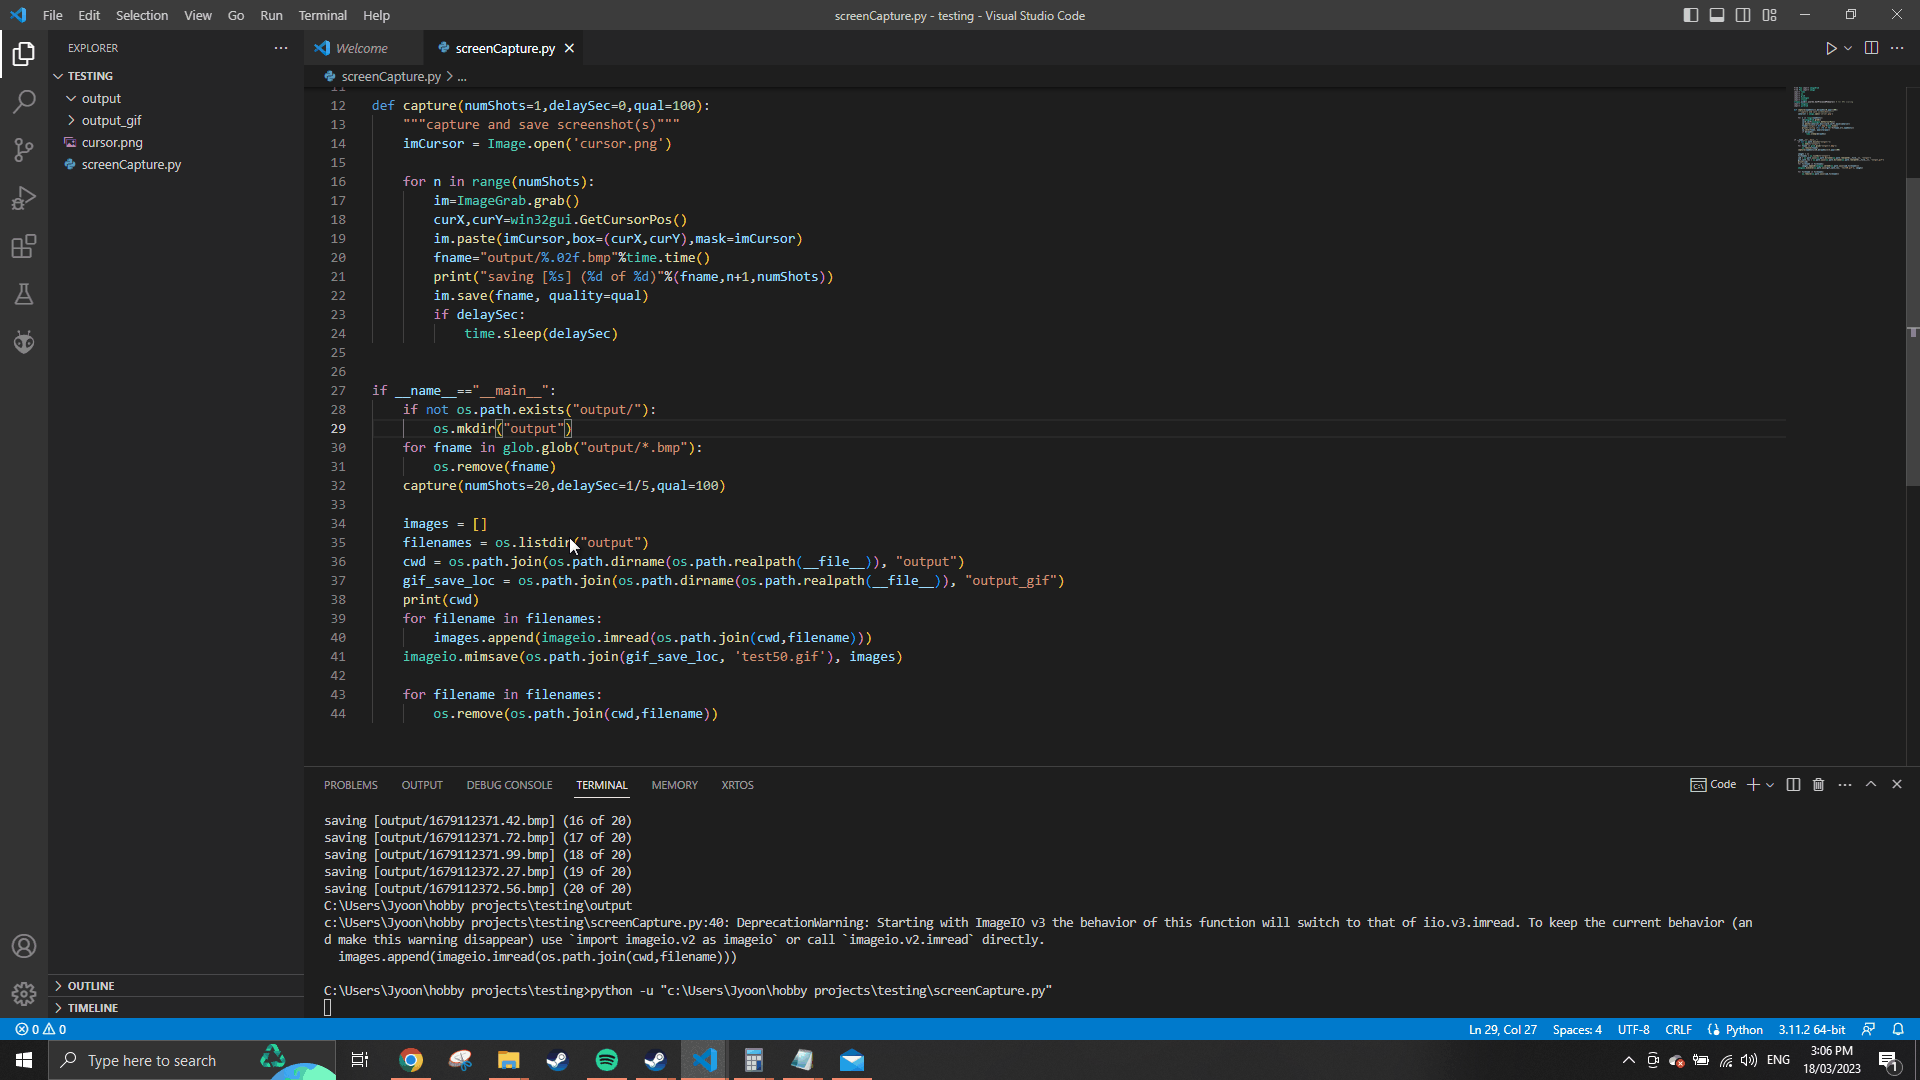 File Edit Selection View Go Run Terminal Help
screenCapture.py - testing - Visual Studio Code
EXPLORER
TESTING
output
output_gif
cursor.png
screenCapture.py
OUTLINE
TIMELINE
Welcome
screenCapture.py
screenCapture.py > ...
11
12 def capture(numShots=1,delaySec=0,qual=100):
13 """capture and save screenshot(s)"""
14 imCursor = Image.open('cursor.png')
15
16 for n in range(numShots):
17 im=ImageGrab.grab()
18 curX,curY=win32gui.GetCursorPos()
19 im.paste(imCursor,box=(curX,curY),mask=imCursor)
20 fname="output/%.02f.bmp"%time.time()
21 print("saving [%s] (%d of %d)"%(fname,n+1,numShots))
22 im.save(fname, quality=qual)
23 if delaySec:
24 time.sleep(delaySec)
25
26
27 if __name__=="__main__":
28 if not os.path.exists("output/"):
29 os.mkdir("output")
30 for fname in glob.glob("output/*.bmp"):
31 os.remove(fname)
32 capture(numShots=20,delaySec=1/5,qual=100)
33
34 images = []
35 filenames = os.listdir("output")
36 cwd = os.path.join(os.path.dirname(os.path.realpath(__file__)), "output")
37 gif_save_loc = os.path.join(os.path.dirname(os.path.realpath(__file__)), "output_gif")
38 print(cwd)
39 for filename in filenames:
40 images.append(imageio.imread(os.path.join(cwd,filename)))
41 imageio.mimsave(os.path.join(gif_save_loc, 'test50.gif'), images)
42
43 for filename in filenames:
44 os.remove(os.path.join(cwd,filename))
PROBLEMS OUTPUT DEBUG CONSOLE TERMINAL MEMORY XRTOS
Code
saving [output/1679112371.42.bmp] (16 of 20)
saving [output/1679112371.72.bmp] (17 of 20)
saving [output/1679112371.99.bmp] (18 of 20)
saving [output/1679112372.27.bmp] (19 of 20)
saving [output/1679112372.56.bmp] (20 of 20)
C:\Users\Jyoon\hobby projects\testing\output
c:\Users\Jyoon\hobby projects\testing\screenCapture.py:40: DeprecationWarning: Starting with ImageIO v3 the behavior of this function will switch to that of iio.v3.imread. To keep the current behavior (an
d make this warning disappear) use `import imageio.v2 as imageio` or call `imageio.v2.imread` directly.
images.append(imageio.imread(os.path.join(cwd,filename)))
C:\Users\Jyoon\hobby projects\testing>python -u "c:\Users\Jyoon\hobby projects\testing\screenCapture.py"
0 0
Ln 29, Col 27 Spaces: 4 UTF-8 CRLF Python 3.11.2 64-bit
Type here to search
ENG
3:06 PM
18/03/2023
1